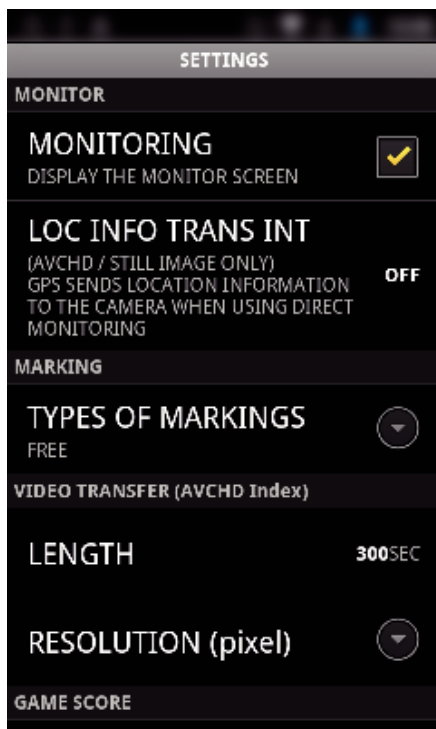 SETTINGS
MONITOR
MONITORING
DISPLAY THE MONITOR SCREEN
LOC INFO TRANS INT
(AVCHD / STILL IMAGE ONLY)
GPS SENDS LOCATION INFORMATION
TO THE CAMERA WHEN USING DIRECT
MONITORING
OFF
MARKING
TYPES OF MARKINGS
FREE
VIDEO TRANSFER (AVCHD Index)
LENGTH
300SEC
RESOLUTION (pixel)
GAME SCORE